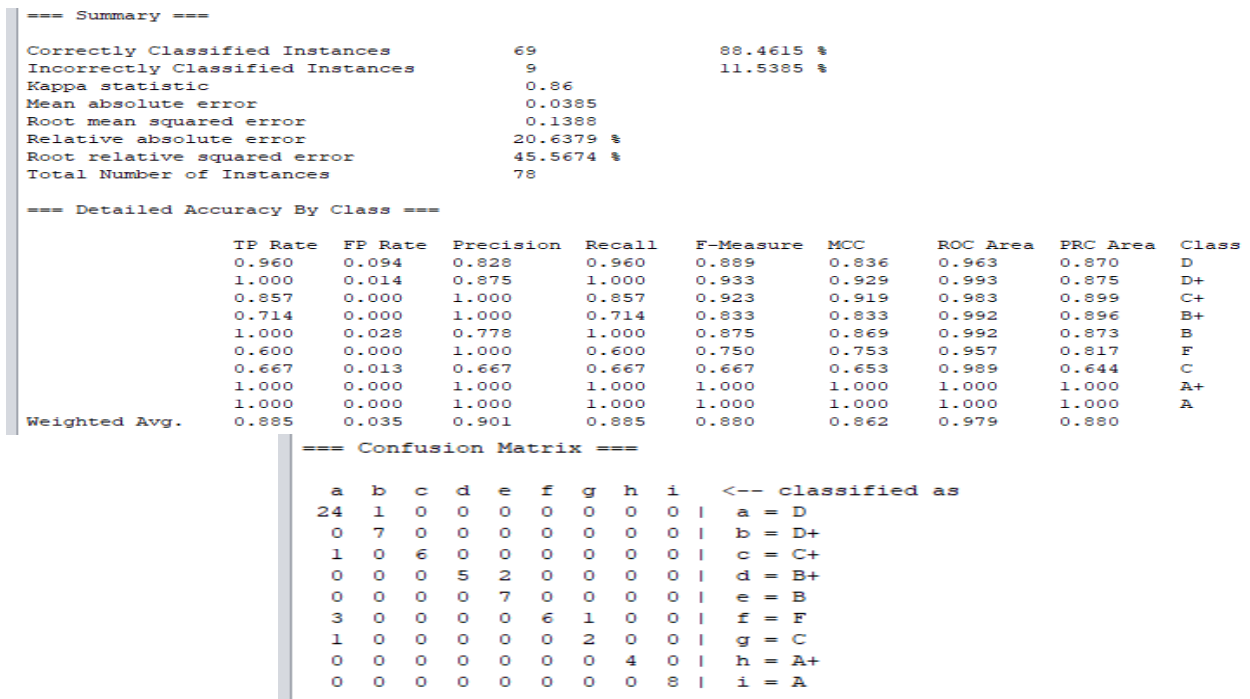 === Summary ===
Correctly Classified Instances 69 88.4615 %
Incorrectly Classified Instances 9 11.5385 %
Kappa statistic 0.86
Mean absolute error 0.0385
Root mean squared error 0.1388
Relative absolute error 20.6379 %
Root relative squared error 45.5674 %
Total Number of Instances 78
=== Detailed Accuracy By Class ===
TP Rate FP Rate Precision Recall F-Measure MCC ROC Area PRC Area Class
0.960 0.094 0.828 0.960 0.889 0.836 0.963 0.870 D
1.000 0.014 0.875 1.000 0.933 0.929 0.993 0.875 D+
0.857 0.000 1.000 0.857 0.923 0.919 0.983 0.899 C+
0.714 0.000 1.000 0.714 0.833 0.833 0.992 0.896 B+
1.000 0.028 0.778 1.000 0.875 0.869 0.992 0.873 B
0.600 0.000 1.000 0.600 0.750 0.753 0.957 0.817 F
0.667 0.013 0.667 0.667 0.667 0.653 0.989 0.644 C
1.000 0.000 1.000 1.000 1.000 1.000 1.000 1.000 A+
1.000 0.000 1.000 1.000 1.000 1.000 1.000 1.000 A
Weighted Avg. 0.885 0.035 0.901 0.885 0.880 0.862 0.979 0.880
=== Confusion Matrix ===
a b c d e f g h i <-- classified as
24 1 0 0 0 0 0 0 0 | a = D
0 7 0 0 0 0 0 0 0 | b = D+
1 0 6 0 0 0 0 0 0 | c = C+
0 0 0 5 2 0 0 0 0 | d = B+
0 0 0 0 7 0 0 0 0 | e = B
3 0 0 0 0 6 1 0 0 | f = F
1 0 0 0 0 0 2 0 0 | g = C
0 0 0 0 0 0 0 4 0 | h = A+
0 0 0 0 0 0 0 0 8 | i = A